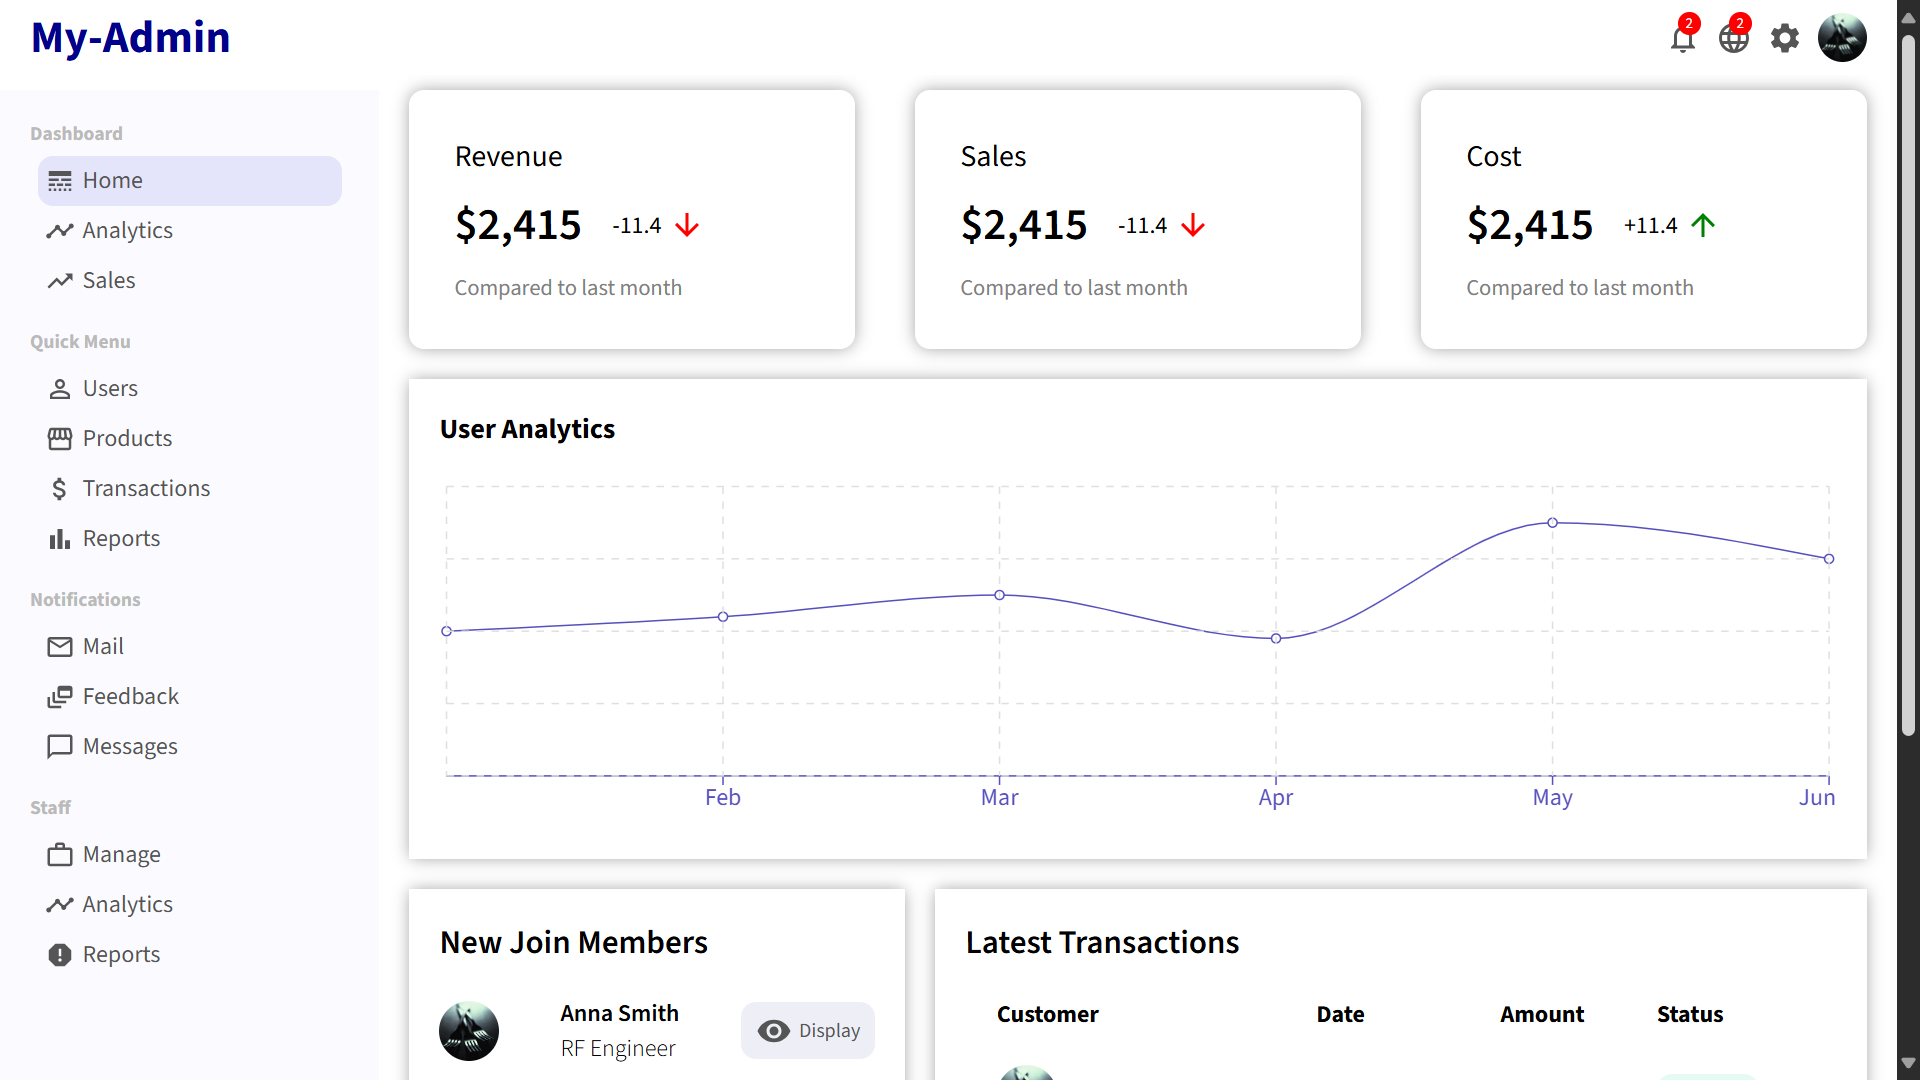 My-Admin
2
2
Dashboard
Home
Analytics
Sales
Quick Menu
Users
Products
Transactions
Reports
Notifications
Mail
Feedback
Messages
Staff
Manage
Analytics
Reports
Revenue
$2,415 -11.4
Compared to last month
Sales
$2,415 -11.4
Compared to last month
Cost
$2,415 +11.4
Compared to last month
User Analytics
Feb Mar Apr May Jun
New Join Members
Anna Smith
RF Engineer
Display
Latest Transactions
Customer Date Amount Status